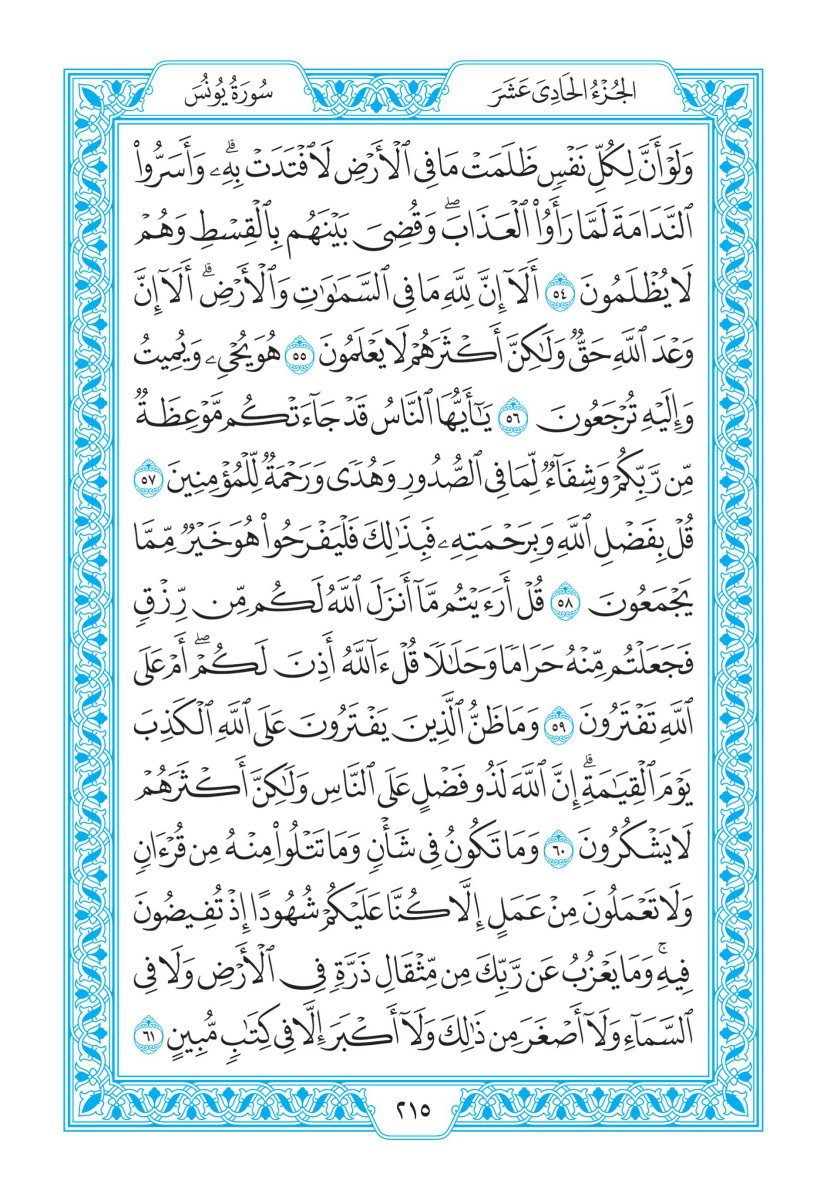 الجُزْءُ الحَادِى عَشَرَ
سُورَةُ يُونُسَ
وَلَوۡ أَنَّ لِكُلِّ نَفۡسٖ ظَلَمَتۡ مَا فِي ٱلۡأَرۡضِ لَٱفۡتَدَتۡ بِهِۦۗ وَأَسَرُّواْ
ٱلنَّدَامَةَ لَمَّا رَأَوُاْ ٱلۡعَذَابَۖ وَقُضِيَ بَيۡنَهُم بِٱلۡقِسۡطِ وَهُمۡ
لَا يُظۡلَمُونَ ٥٤ أَلَآ إِنَّ لِلَّهِ مَا فِي ٱلسَّمَٰوَٰتِ وَٱلۡأَرۡضِۗ أَلَآ إِنَّ
وَعۡدَ ٱللَّهِ حَقّٞ وَلَٰكِنَّ أَكۡثَرَهُمۡ لَا يَعۡلَمُونَ ٥٥ هُوَ يُحۡيِۦ وَيُمِيتُ
وَإِلَيۡهِ تُرۡجَعُونَ ٥٦ يَٰٓأَيُّهَا ٱلنَّاسُ قَدۡ جَآءَتۡكُم مَّوۡعِظَةٞ
مِّن رَّبِّكُمۡ وَشِفَآءٞ لِّمَا فِي ٱلصُّدُورِ وَهُدٗى وَرَحۡمَةٞ لِّلۡمُؤۡمِنِينَ ٥٧
قُلۡ بِفَضۡلِ ٱللَّهِ وَبِرَحۡمَتِهِۦ فَبِذَٰلِكَ فَلۡيَفۡرَحُواْ هُوَ خَيۡرٞ مِّمَّا
يَجۡمَعُونَ ٥٨ قُلۡ أَرَءَيۡتُم مَّآ أَنزَلَ ٱللَّهُ لَكُم مِّن رِّزۡقٖ
فَجَعَلۡتُم مِّنۡهُ حَرَامٗا وَحَلَٰلٗا قُلۡ ءَآللَّهُ أَذِنَ لَكُمۡۖ أَمۡ عَلَى
ٱللَّهِ تَفۡتَرُونَ ٥٩ وَمَا ظَنُّ ٱلَّذِينَ يَفۡتَرُونَ عَلَى ٱللَّهِ ٱلۡكَذِبَ
يَوۡمَ ٱلۡقِيَٰمَةِۗ إِنَّ ٱللَّهَ لَذُو فَضۡلٍ عَلَى ٱلنَّاسِ وَلَٰكِنَّ أَكۡثَرَهُمۡ
لَا يَشۡكُرُونَ ٦٠ وَمَا تَكُونُ فِي شَأۡنٖ وَمَا تَتۡلُواْ مِنۡهُ مِن قُرۡءَانٖ
وَلَا تَعۡمَلُونَ مِنۡ عَمَلٍ إِلَّا كُنَّا عَلَيۡكُمۡ شُهُودًا إِذۡ تُفِيضُونَ
فِيهِۚ وَمَا يَعۡزُبُ عَن رَّبِّكَ مِن مِّثۡقَالِ ذَرَّةٖ فِي ٱلۡأَرۡضِ وَلَا فِي
ٱلسَّمَآءِ وَلَآ أَصۡغَرَ مِن ذَٰلِكَ وَلَآ أَكۡبَرَ إِلَّا فِي كِتَٰبٖ مُّبِينٍ ٦١
٢١٥